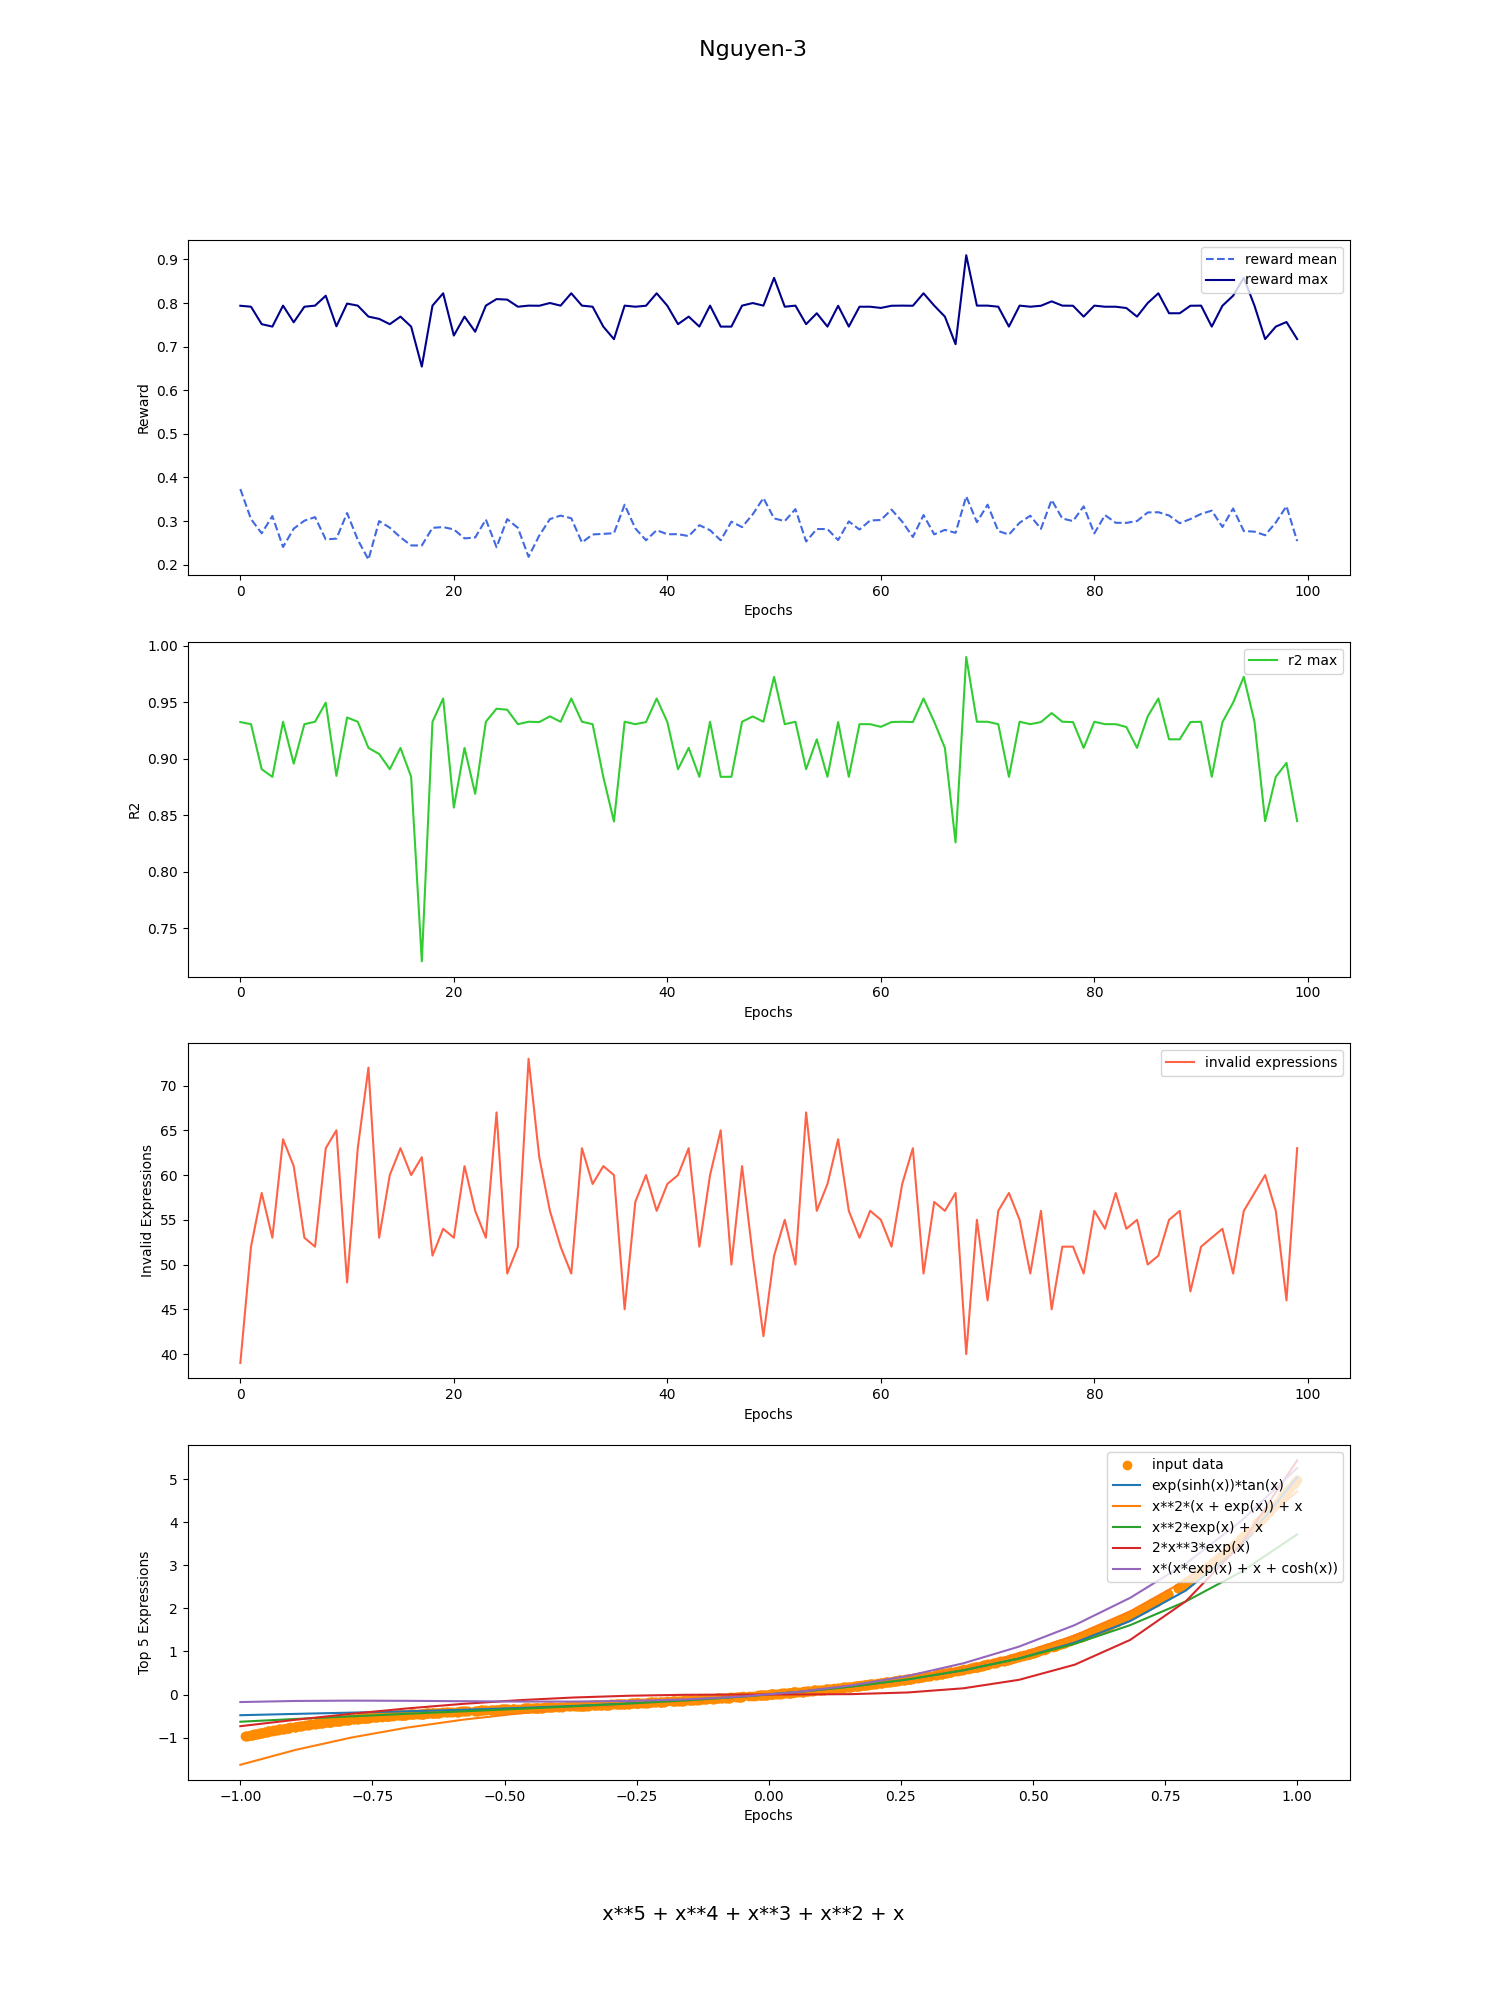 Nguyen-3
0.9
0.8
0.7
0.6
0.5
0.4
0.3
0.2
Reward
reward mean
reward max
0 20 40 60 80 100
Epochs
1.00
0.95
0.90
0.85
0.80
0.75
R2
r2 max
0 20 40 60 80 100
Epochs
70
65
60
55
50
45
40
Invalid Expressions
invalid expressions
0 20 40 60 80 100
Epochs
5
4
3
2
1
0
−1
Top 5 Expressions
input data
exp(sinh(x))*tan(x)
x**2*(x + exp(x)) + x
x**2*exp(x) + x
2*x**3*exp(x)
x*(x*exp(x) + x + cosh(x))
−1.00 −0.75 −0.50 −0.25 0.00 0.25 0.50 0.75 1.00
Epochs
x**5 + x**4 + x**3 + x**2 + x